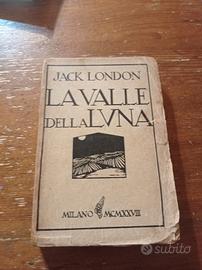 JACK LONDON
LA VALLE
DELLA LVNA
MILANO MCMXXVII
subito